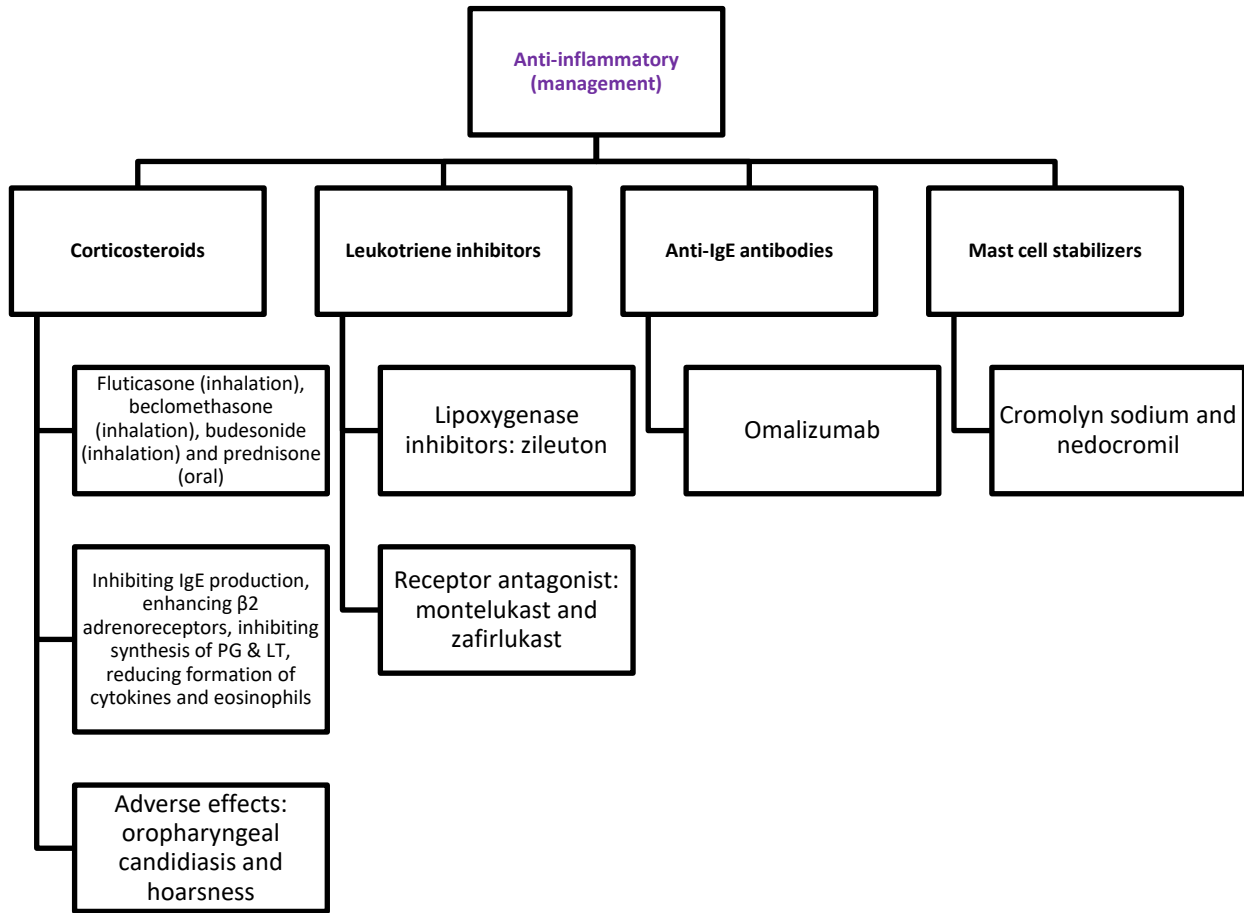 Anti-inflammatory
(management)
Corticosteroids
Leukotriene inhibitors
Anti-IgE antibodies
Mast cell stabilizers
Fluticasone (inhalation),
beclomethasone
(inhalation), budesonide
(inhalation) and prednisone
(oral)
Lipoxygenase
inhibitors: zileuton
Omalizumab
Cromolyn sodium and
nedocromil
Inhibiting IgE production,
enhancing β2
adrenoreceptors, inhibiting
synthesis of PG & LT,
reducing formation of
cytokines and eosinophils
Receptor antagonist:
montelukast and
zafirlukast
Adverse effects:
oropharyngeal
candidiasis and
hoarsness